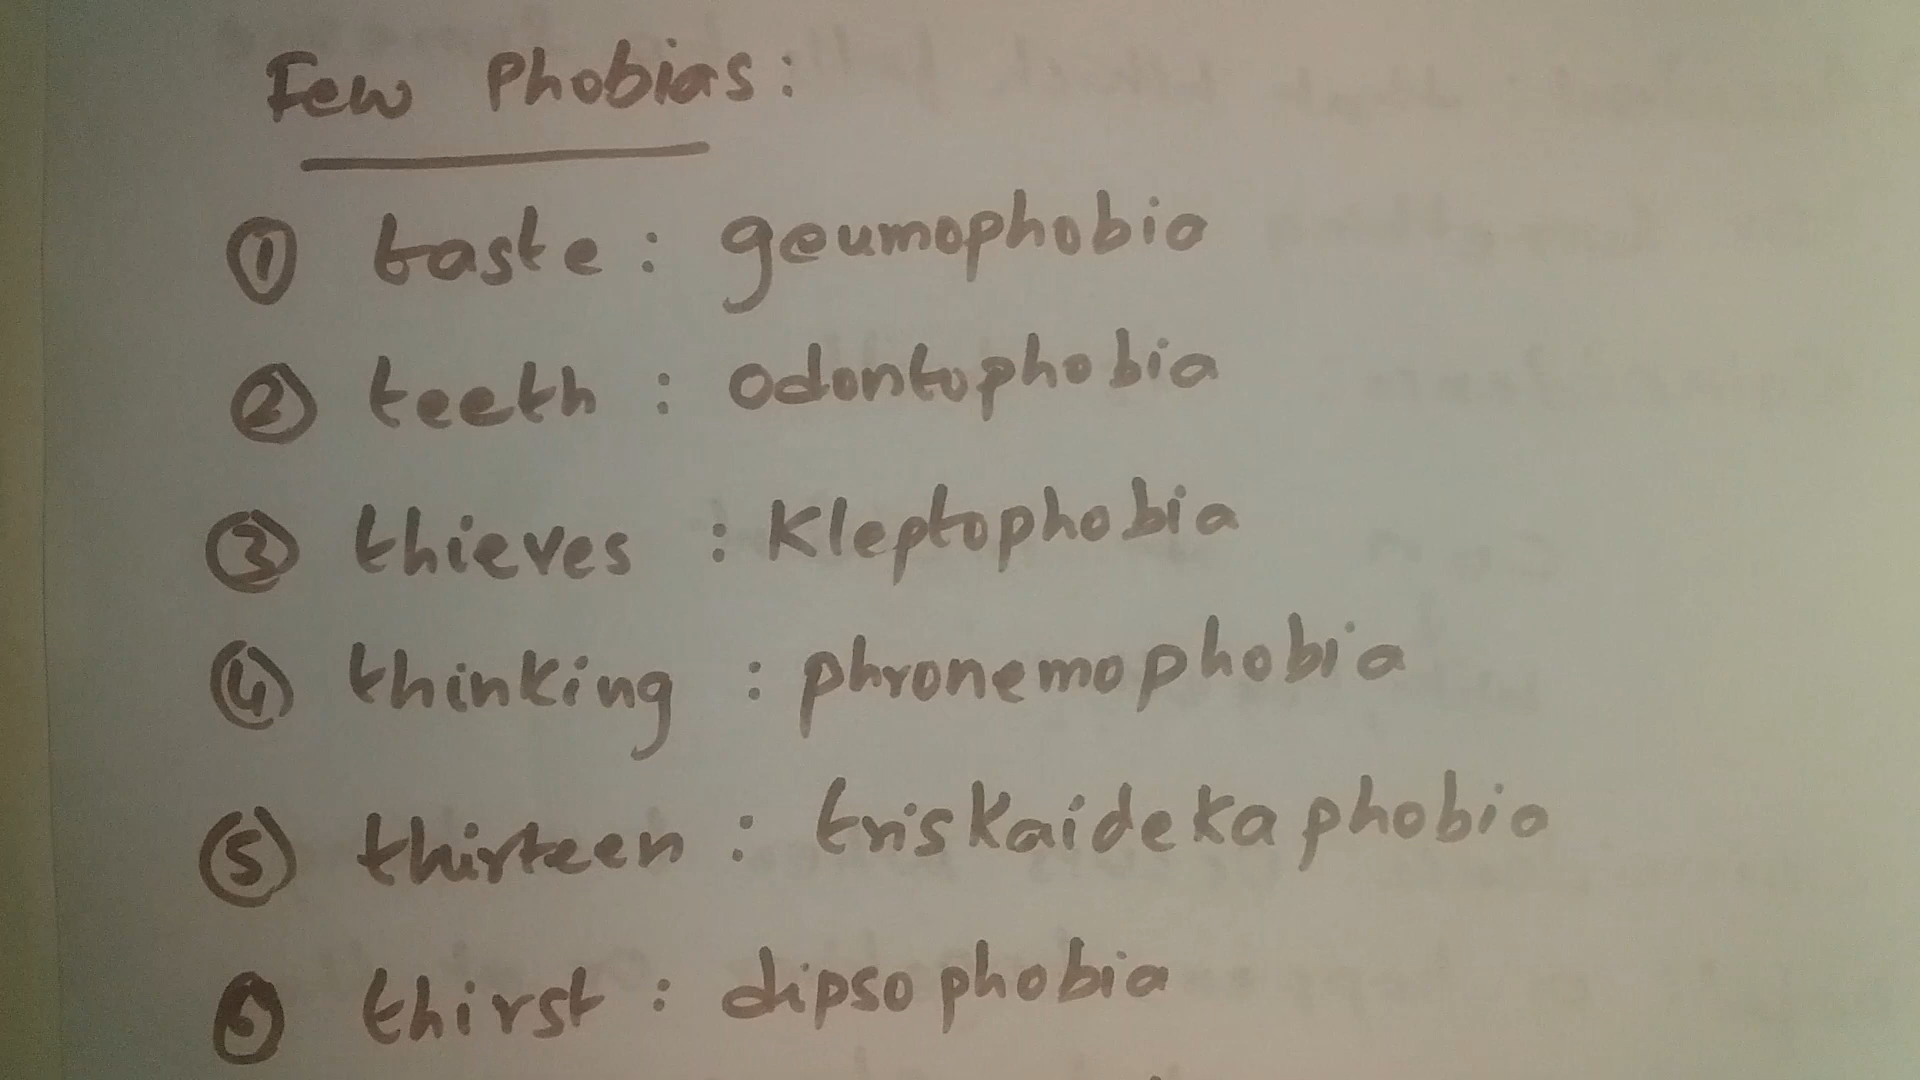 Few Phobias:
① taste : geumophobia
② teeth : odontophobia
③ thieves : Kleptophobia
④ thinking : phronemophobia
⑤ thirteen : triskaidekaphobia
⑥ thirst : dipsophobia